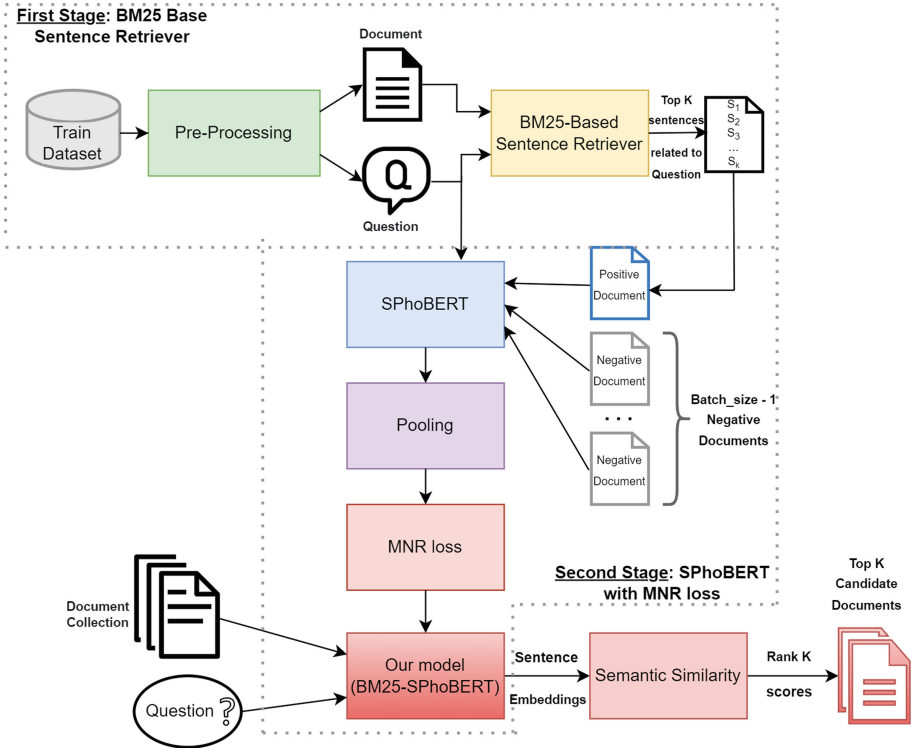 First Stage: BM25 Base
Sentence Retriever
Document
Train
Dataset
Pre-Processing
Q
Question
BM25-Based
Sentence Retriever
Top K
sentences
related to
Question
S1
S2
S3
...
Sk
SPhoBERT
Positive
Document
Negative
Document
...
Negative
Document
Batch_size - 1
Negative
Documents
Pooling
MNR loss
Second Stage: SPhoBERT
with MNR loss
Document
Collection
Question ?
Our model
(BM25-SPhoBERT)
Sentence
Embeddings
Semantic Similarity
Rank K
scores
Top K
Candidate
Documents